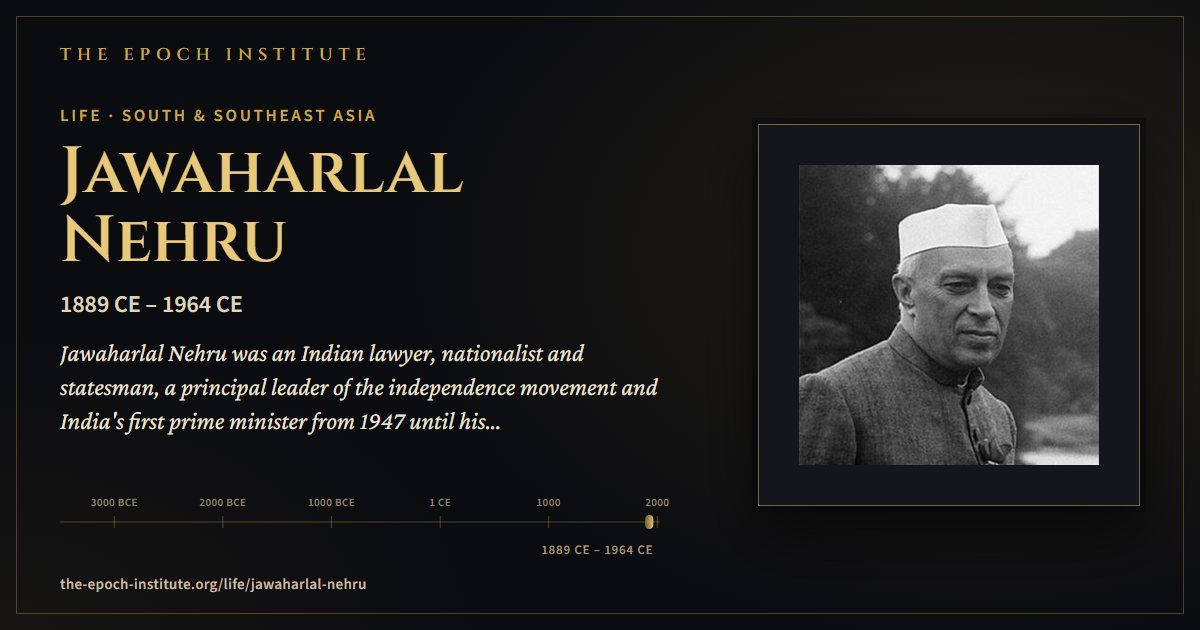 THE EPOCH INSTITUTE
LIFE · SOUTH & SOUTHEAST ASIA
JAWAHARLAL
NEHRU
1889 CE – 1964 CE
Jawaharlal Nehru was an Indian lawyer, nationalist and
statesman, a principal leader of the independence movement and
India's first prime minister from 1947 until his...
3000 BCE 2000 BCE 1000 BCE 1 CE 1000 2000
1889 CE – 1964 CE
the-epoch-institute.org/life/jawaharlal-nehru